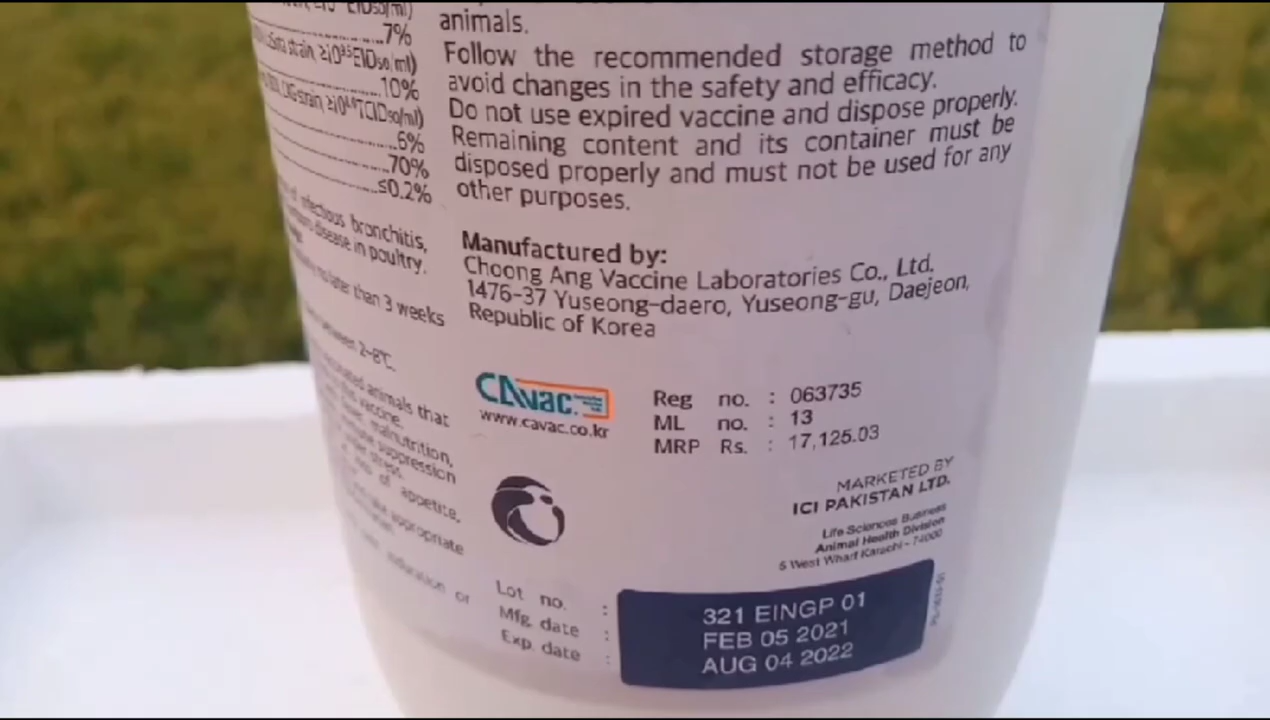 7%
10%
6%
70%
≤0.2%
infectious bronchitis,
disease in poultry.
later than 3 weeks
2~8℃.
animals that
vaccine.
malnutrition,
suppression
stress.
of appetite,
appropriate
or
animals.
Follow the recommended storage method to
avoid changes in the safety and efficacy.
Do not use expired vaccine and dispose properly.
Remaining content and its container must be
disposed properly and must not be used for any
other purposes.
Manufactured by:
Choong Ang Vaccine Laboratories Co., Ltd.
1476-37 Yuseong-daero, Yuseong-gu, Daejeon,
Republic of Korea
CAvac.
www.cavac.co.kr
Reg no. : 063735
ML no. : 13
MRP Rs. : 17,125.03
MARKETED BY
ICI PAKISTAN LTD.
Life Sciences Business
Animal Health Division
5 West Wharf Karachi - 74000
Lot no. : 321 EINGP 01
Mfg. date : FEB 05 2021
Exp. date : AUG 04 2022